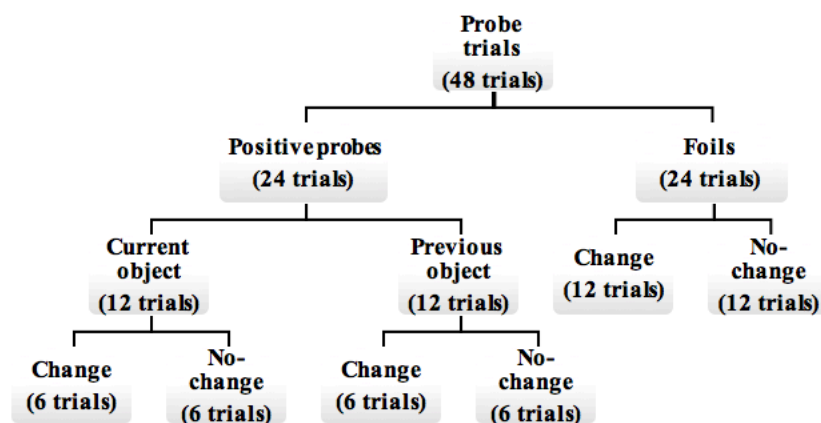 Probe
trials
(48 trials)
Positive probes
(24 trials)
Foils
(24 trials)
Current
object
(12 trials)
Previous
object
(12 trials)
Change
(12 trials)
No-
change
(12 trials)
Change
(6 trials)
No-
change
(6 trials)
Change
(6 trials)
No-
change
(6 trials)